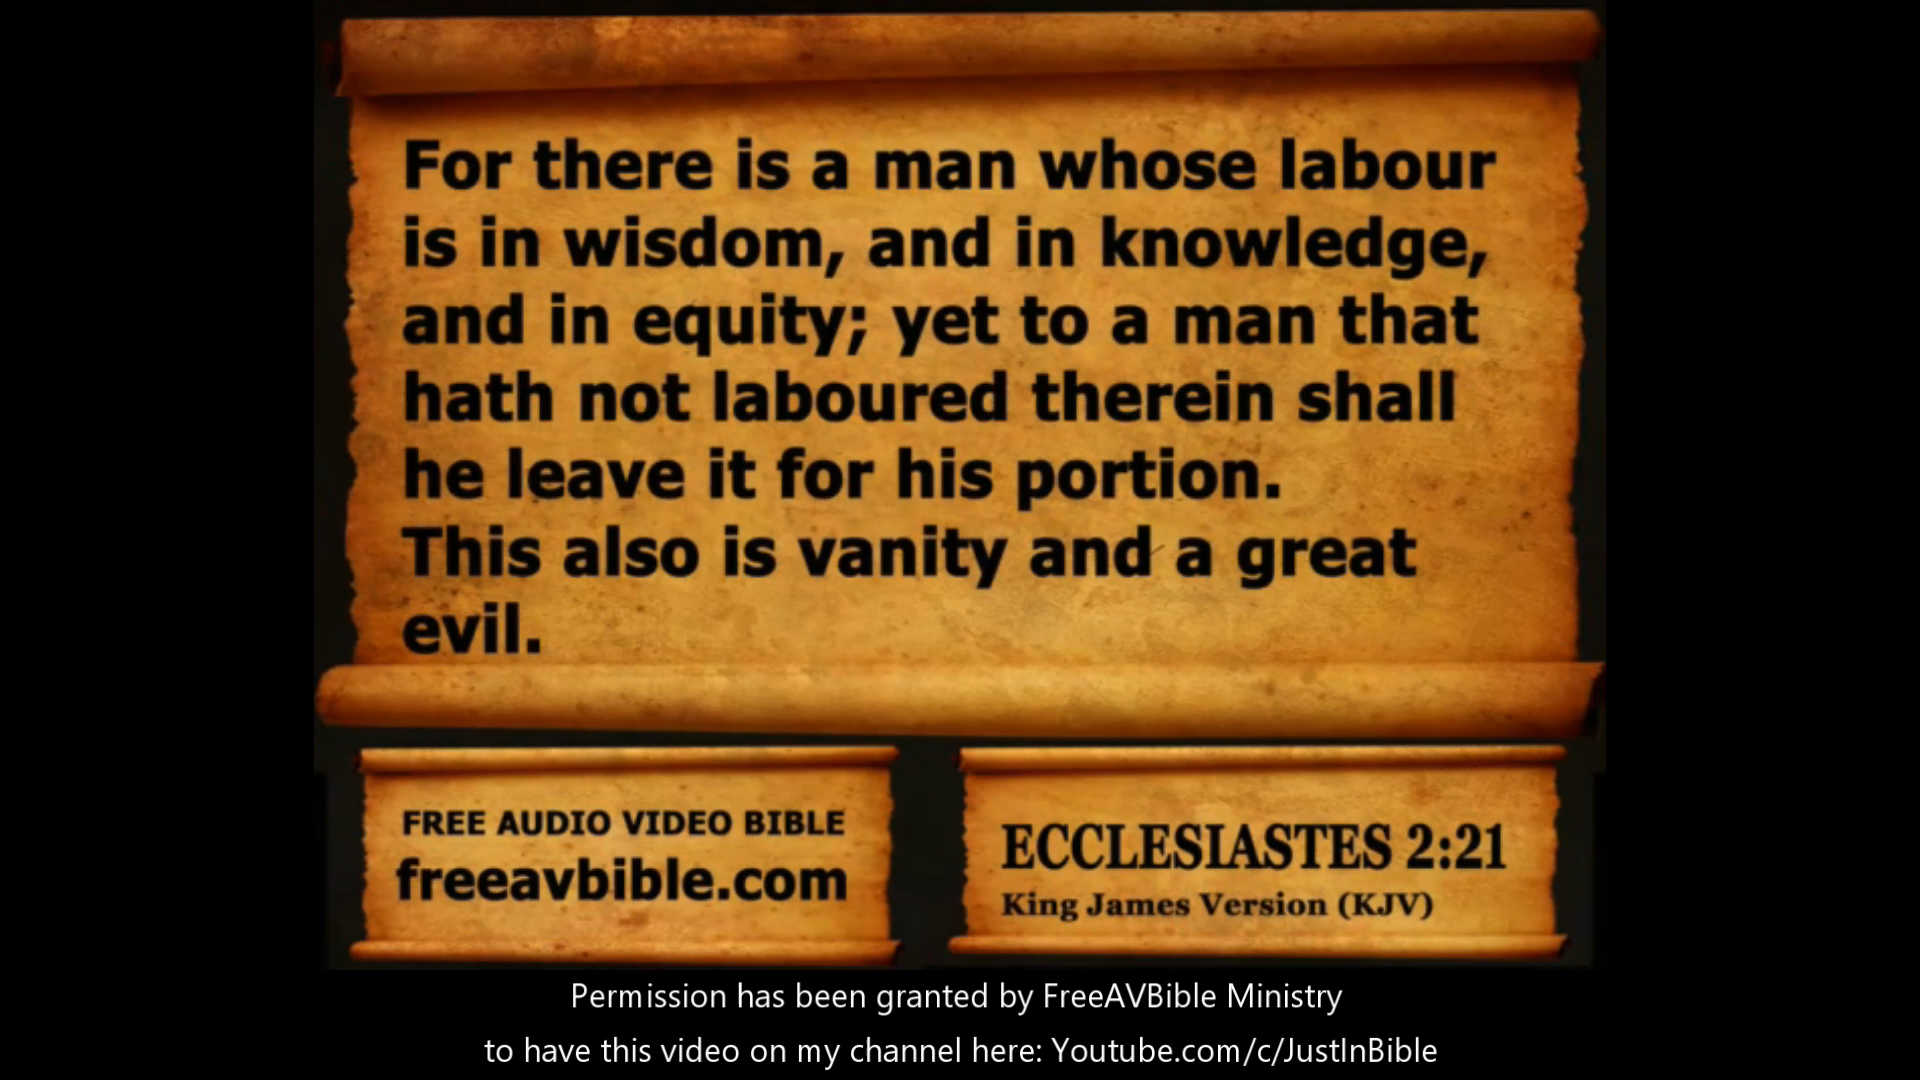 For there is a man whose labour
is in wisdom, and in knowledge,
and in equity; yet to a man that
hath not laboured therein shall
he leave it for his portion.
This also is vanity and a great
evil.
FREE AUDIO VIDEO BIBLE
freeavbible.com
ECCLESIASTES 2:21
King James Version (KJV)
Permission has been granted by FreeAVBible Ministry
to have this video on my channel here: Youtube.com/c/JustInBible